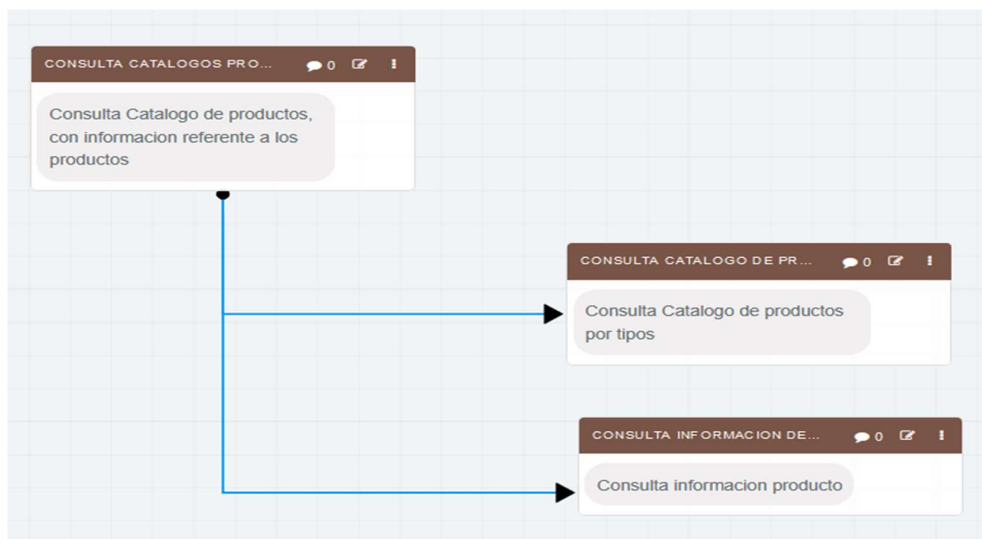 CONSULTA CATALOGOS PRO... 0
Consulta Catalogo de productos,
con informacion referente a los
productos
CONSULTA CATALOGO DE PR... 0
Consulta Catalogo de productos
por tipos
CONSULTA INFORMACION DE... 0
Consulta informacion producto